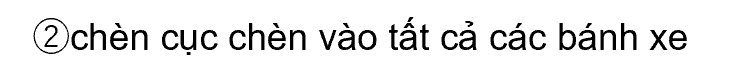 ②chèn cục chèn vào tất cả các bánh xe